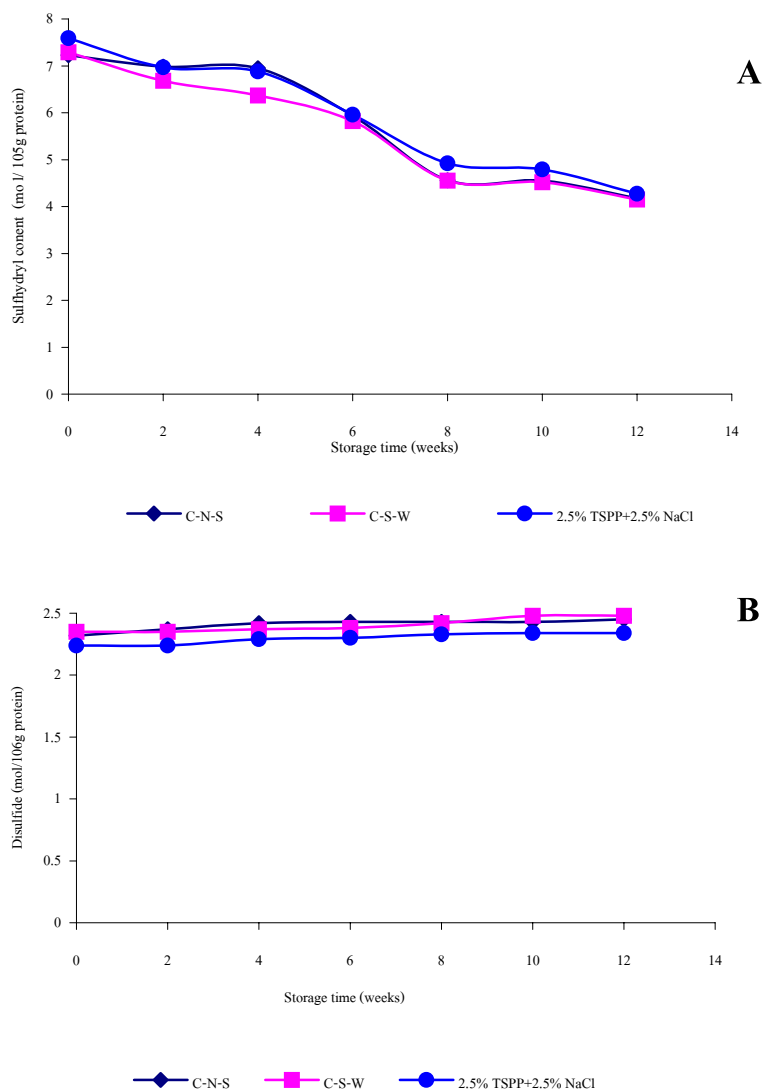 8
7
6
5
4
3
2
1
0
Sulfhydryl conent (mo l/ 105g protein)
A
0 2 4 6 8 10 12 14
Storage time (weeks)
C-N-S C-S-W 2.5% TSPP+2.5% NaCl
2.5
2
1.5
1
0.5
0
Disulfide (mol/106g protein)
B
0 2 4 6 8 10 12 14
Storage time (weeks)
C-N-S C-S-W 2.5% TSPP+2.5% NaCl